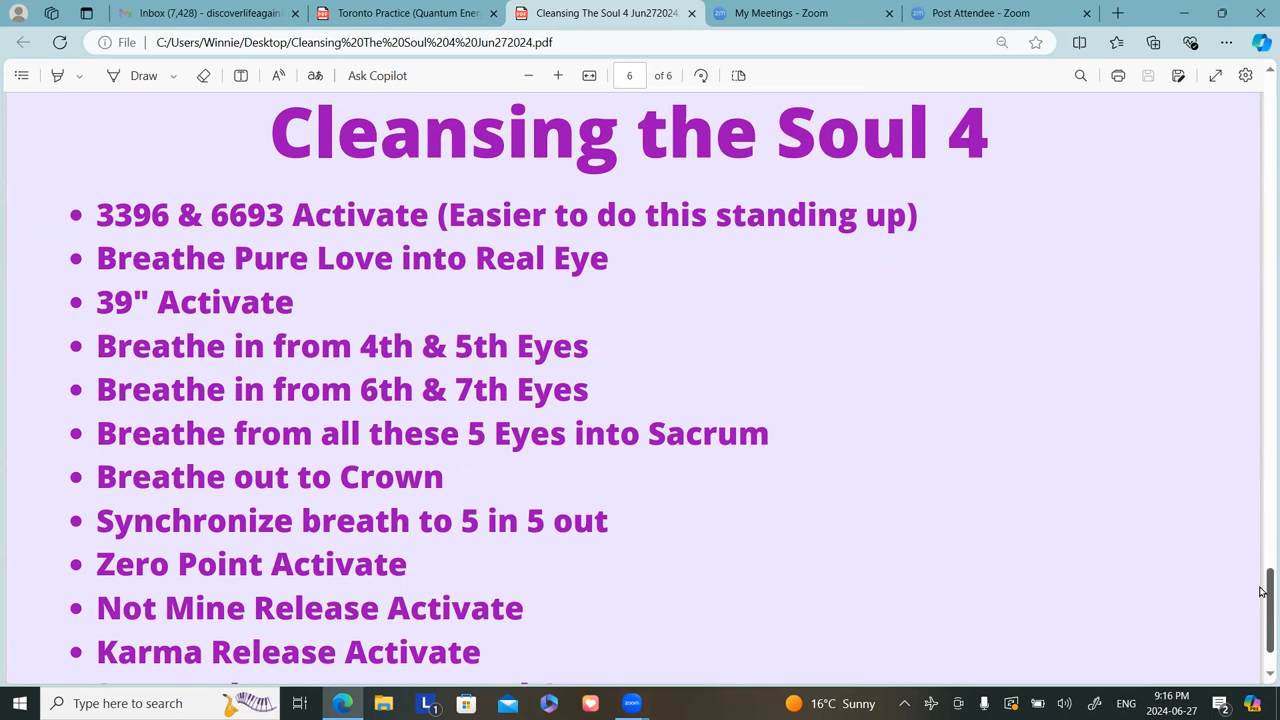 Inbox (7,428) - discoverlifeagain
Toronto Practice (Quantum Ener
Cleansing The Soul 4 Jun272024.
My Meetings - Zoom
Post Attendee - Zoom
File
C:/Users/Winnie/Desktop/Cleansing%20The%20Soul%204%20Jun272024.pdf
Draw
Ask Copilot
6 of 6
Cleansing the Soul 4
• 3396 & 6693 Activate (Easier to do this standing up)
• Breathe Pure Love into Real Eye
• 39" Activate
• Breathe in from 4th & 5th Eyes
• Breathe in from 6th & 7th Eyes
• Breathe from all these 5 Eyes into Sacrum
• Breathe out to Crown
• Synchronize breath to 5 in 5 out
• Zero Point Activate
• Not Mine Release Activate
• Karma Release Activate
Type here to search
16°C Sunny
ENG
9:16 PM
2024-06-27